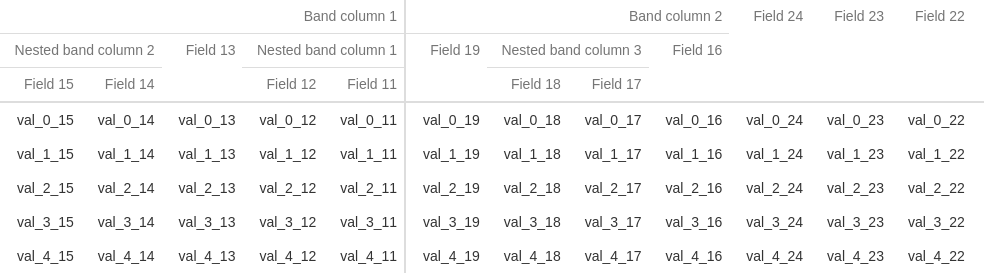 Band column 1 Band column 2 Field 24 Field 23 Field 22
Nested band column 2 Field 13 Nested band column 1 Field 19 Nested band column 3 Field 16
Field 15 Field 14 Field 12 Field 11 Field 18 Field 17
val_0_15 val_0_14 val_0_13 val_0_12 val_0_11 val_0_19 val_0_18 val_0_17 val_0_16 val_0_24 val_0_23 val_0_22
val_1_15 val_1_14 val_1_13 val_1_12 val_1_11 val_1_19 val_1_18 val_1_17 val_1_16 val_1_24 val_1_23 val_1_22
val_2_15 val_2_14 val_2_13 val_2_12 val_2_11 val_2_19 val_2_18 val_2_17 val_2_16 val_2_24 val_2_23 val_2_22
val_3_15 val_3_14 val_3_13 val_3_12 val_3_11 val_3_19 val_3_18 val_3_17 val_3_16 val_3_24 val_3_23 val_3_22
val_4_15 val_4_14 val_4_13 val_4_12 val_4_11 val_4_19 val_4_18 val_4_17 val_4_16 val_4_24 val_4_23 val_4_22